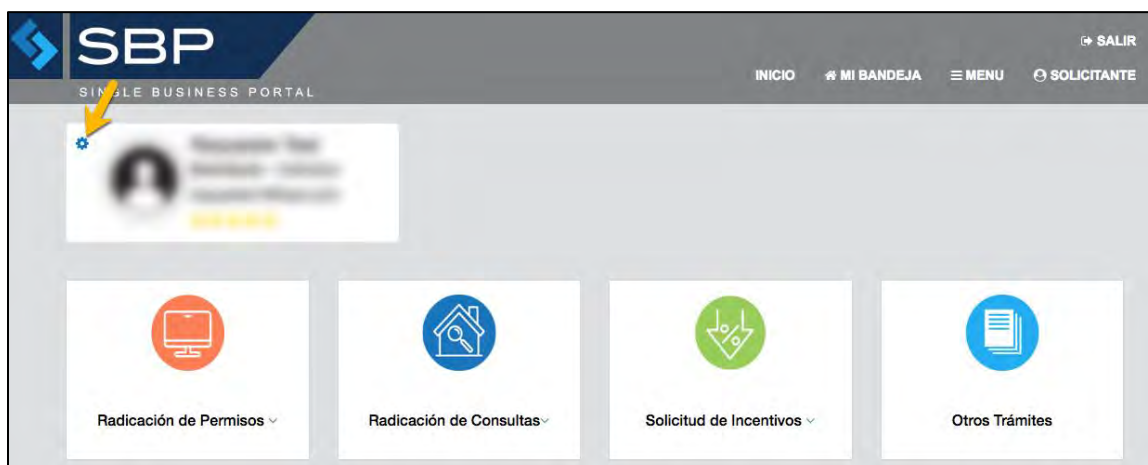 SBP
SINGLE BUSINESS PORTAL
SALIR
INICIO MI BANDEJA MENU SOLICITANTE
Radicación de Permisos
Radicación de Consultas
Solicitud de Incentivos
Otros Trámites